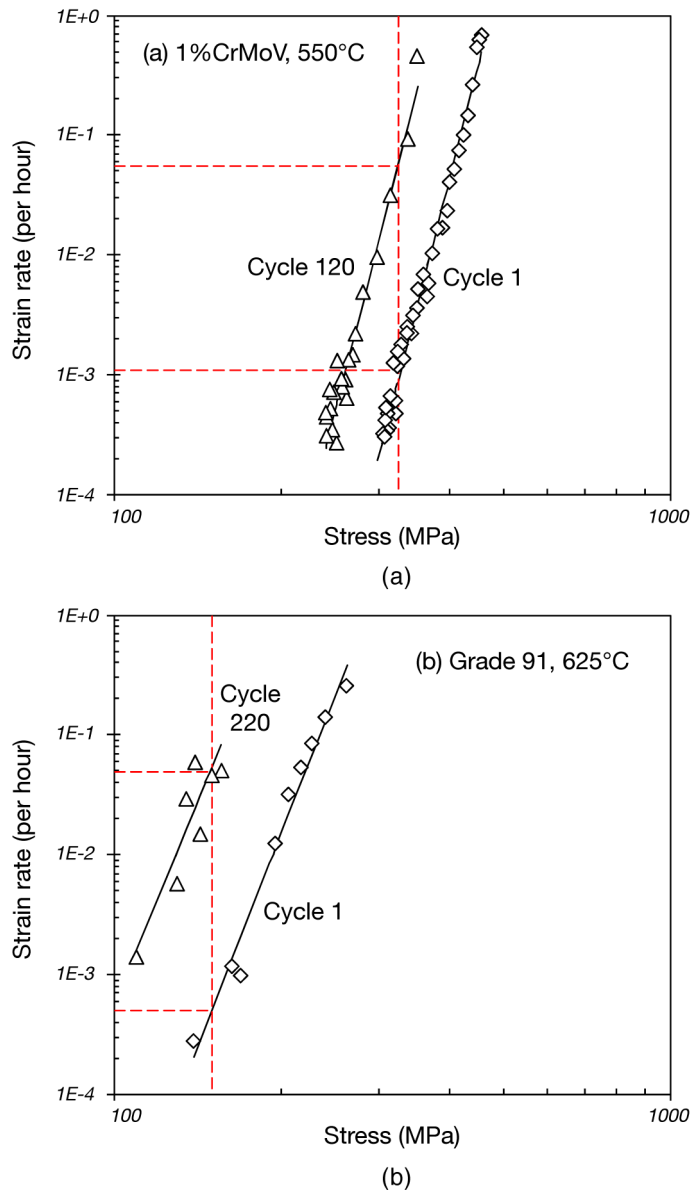 1E+0
(a) 1%CrMoV, 550°C
1E-1
Strain rate (per hour)
1E-2
Cycle 120
Cycle 1
1E-3
1E-4
100
1000
Stress (MPa)
(a)
1E+0
(b) Grade 91, 625°C
Cycle
220
1E-1
Strain rate (per hour)
1E-2
Cycle 1
1E-3
1E-4
100
1000
Stress (MPa)
(b)